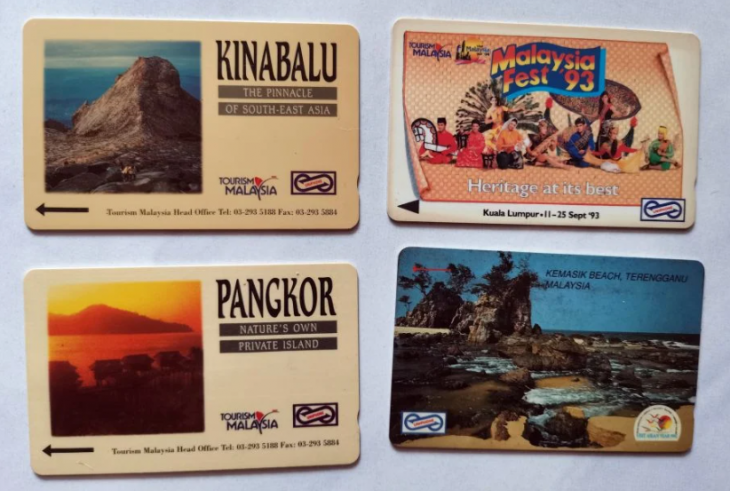 KINABALU
THE PINNACLE
OF SOUTH-EAST ASIA
TOURISM
MALAYSIA
Tourism Malaysia Head Office Tel: 03-293 5188 Fax: 03-293 5884
TOURISM
MALAYSIA
Malaysia
Fest '93
Heritage at its best
Kuala Lumpur • 11-25 Sept '93
PANGKOR
NATURE'S OWN
PRIVATE ISLAND
TOURISM
MALAYSIA
Tourism Malaysia Head Office Tel: 03-293 5188 Fax: 03-293 5884
KEMASIK BEACH, TERENGGANU
MALAYSIA